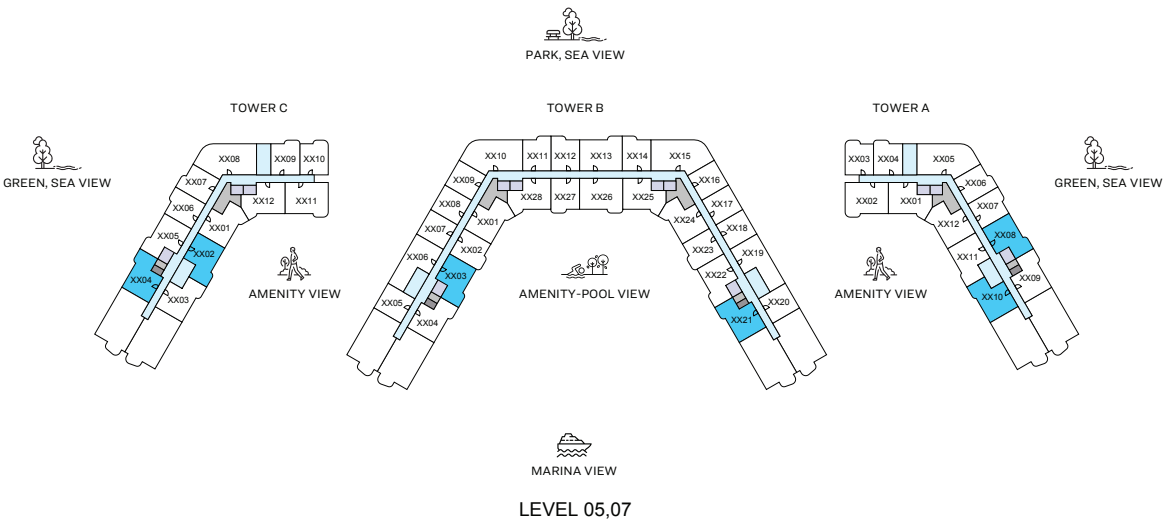 PARK, SEA VIEW
TOWER C
TOWER B
TOWER A
GREEN, SEA VIEW
GREEN, SEA VIEW
XX08
XX09
XX10
XX07
XX06
XX05
XX04
XX12
XX11
XX01
XX02
XX03
XX10
XX11
XX12
XX13
XX14
XX15
XX09
XX08
XX07
XX06
XX05
XX28
XX27
XX26
XX25
XX01
XX02
XX03
XX04
XX16
XX17
XX18
XX19
XX20
XX24
XX23
XX22
XX21
XX03
XX04
XX05
XX02
XX01
XX06
XX07
XX08
XX09
XX12
XX11
XX10
AMENITY VIEW
AMENITY-POOL VIEW
AMENITY VIEW
MARINA VIEW
LEVEL 05,07